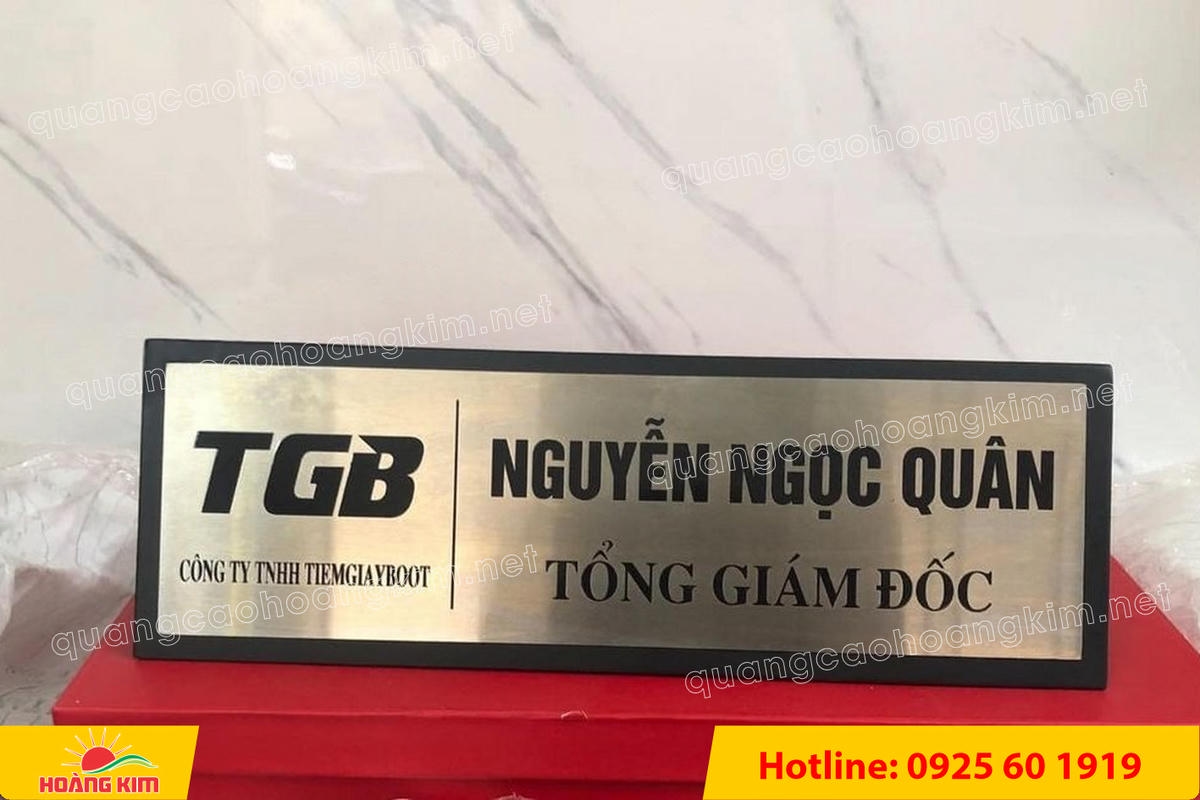 quangcaohoangkim.net
quangcaohoangkim.net
quangcaohoangkim.net
quangcaohoangkim.net
TGB
CÔNG TY TNHH TIEMGIAYBOOT
NGUYỄN NGỌC QUÂN
TỔNG GIÁM ĐỐC
quangcaohoangkim.net
quangcaohoangkim.net
HOÀNG KIM
Hotline: 0925 60 1919